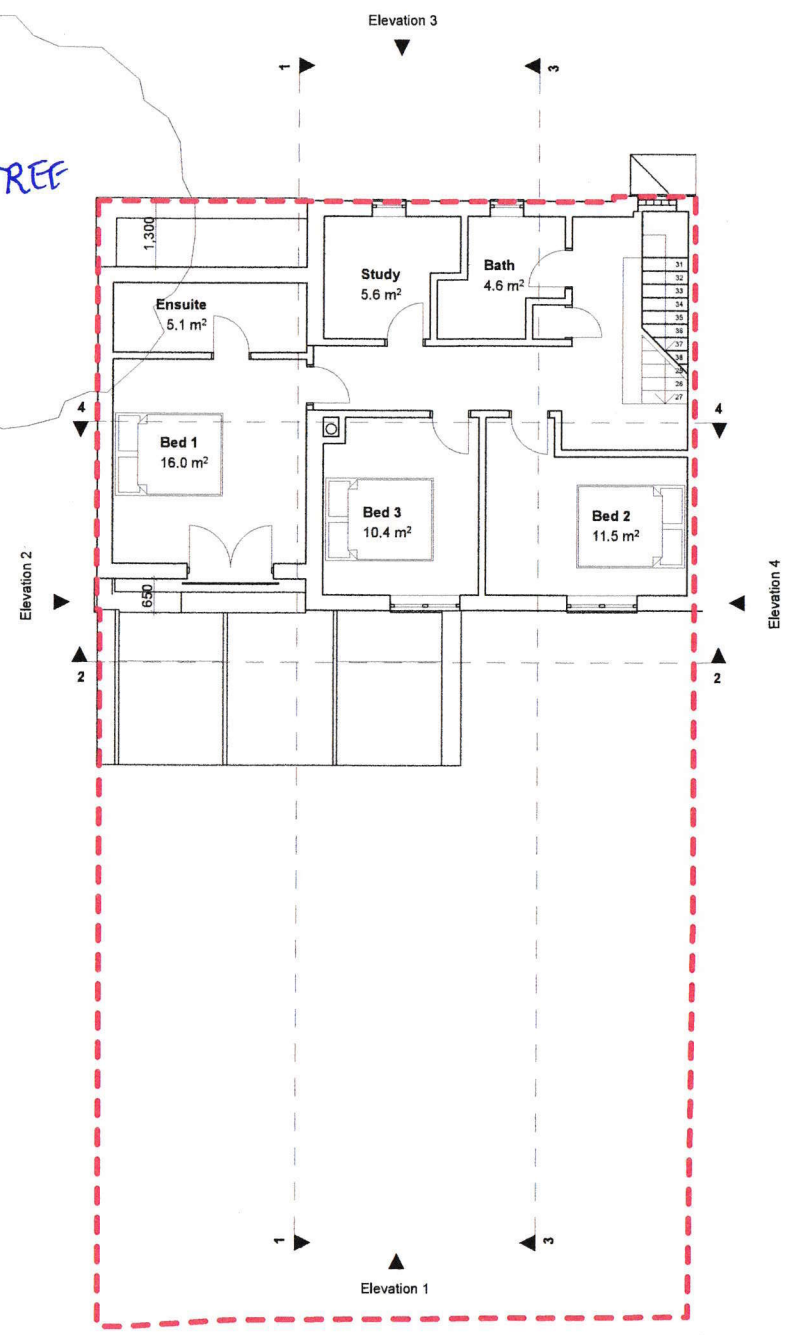 Elevation 3
1
3
REE
1,300
Study
5.6 m²
Bath
4.6 m²
Ensuite
5.1 m²
31
32
33
34
35
36
37
38
26
27
4
4
Bed 1
16.0 m²
Bed 3
10.4 m²
Bed 2
11.5 m²
Elevation 2
650
Elevation 4
2
2
1
3
Elevation 1